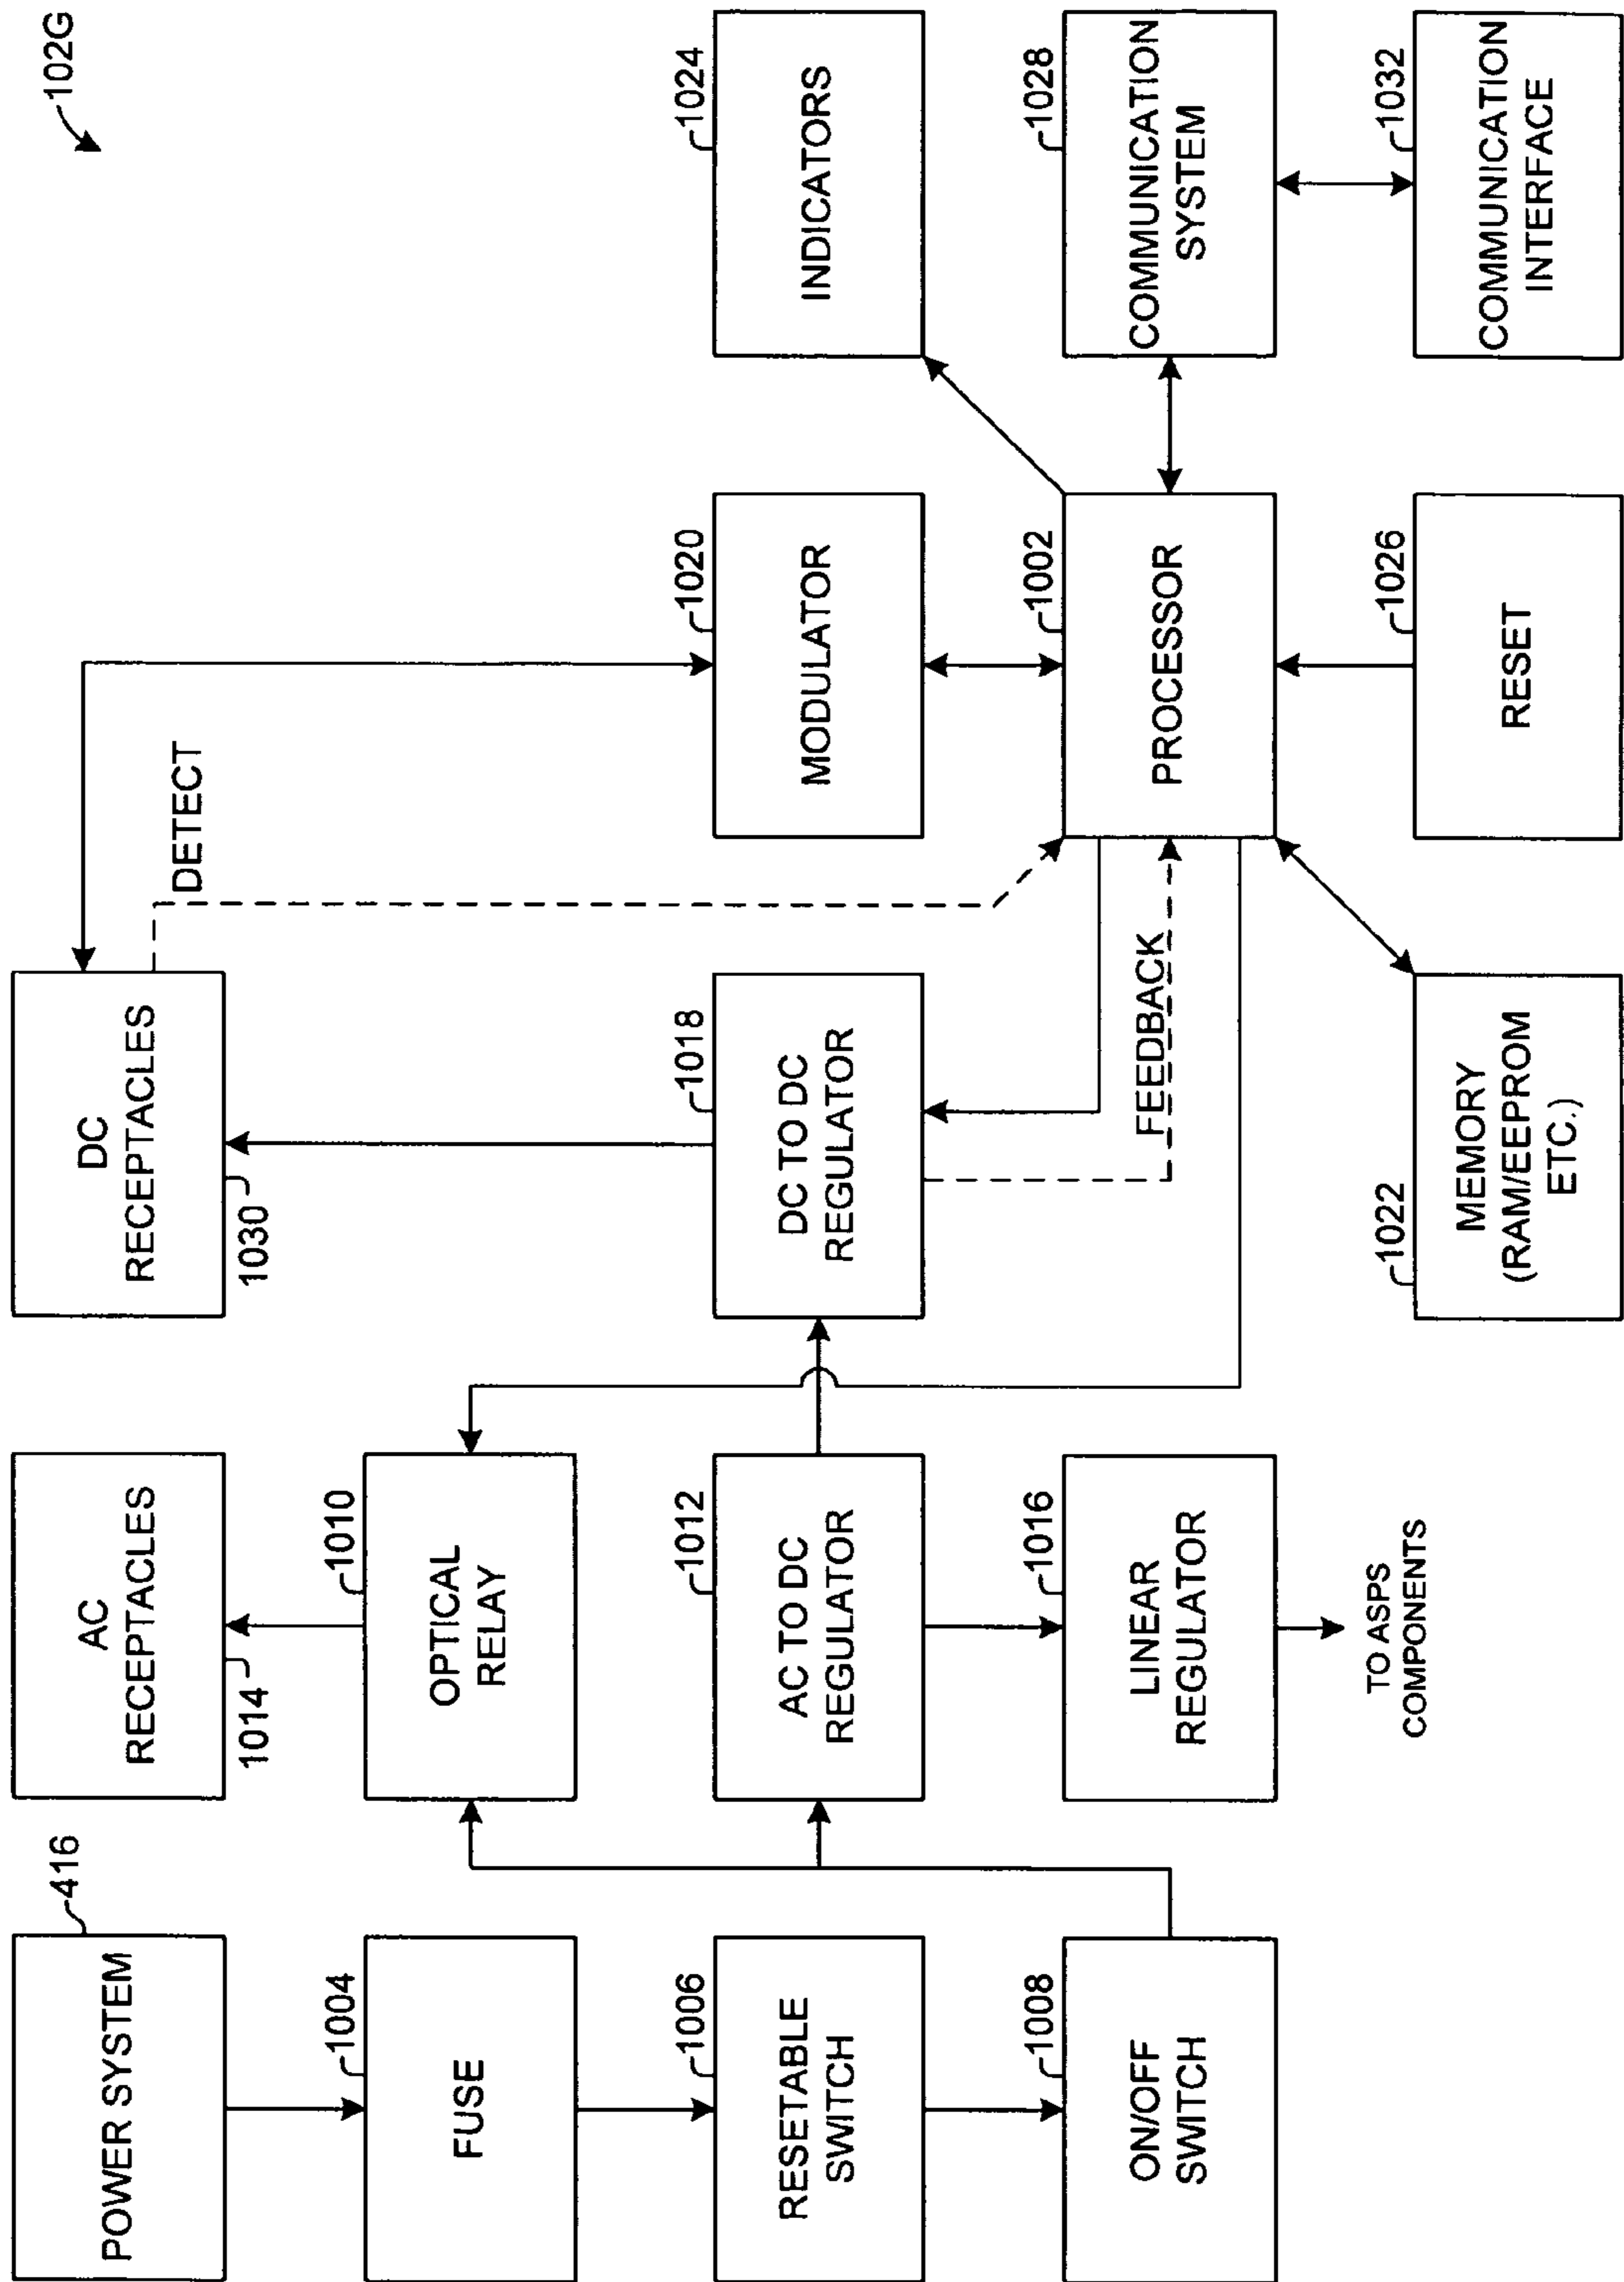 102G
POWER SYSTEM
416
FUSE
1004
RESETABLE
SWITCH
1006
ON/OFF
SWITCH
1008
AC
RECEPTACLES
1014
OPTICAL
RELAY
1010
AC TO DC
REGULATOR
1012
LINEAR
REGULATOR
1016
TO ASPS
COMPONENTS
DC
RECEPTACLES
1030
DETECT
DC TO DC
REGULATOR
1018
FEEDBACK
MEMORY
(RAM/EEPROM
ETC.)
1022
MODULATOR
1020
PROCESSOR
1002
RESET
1026
INDICATORS
1024
COMMUNICATION
SYSTEM
1028
COMMUNICATION
INTERFACE
1032